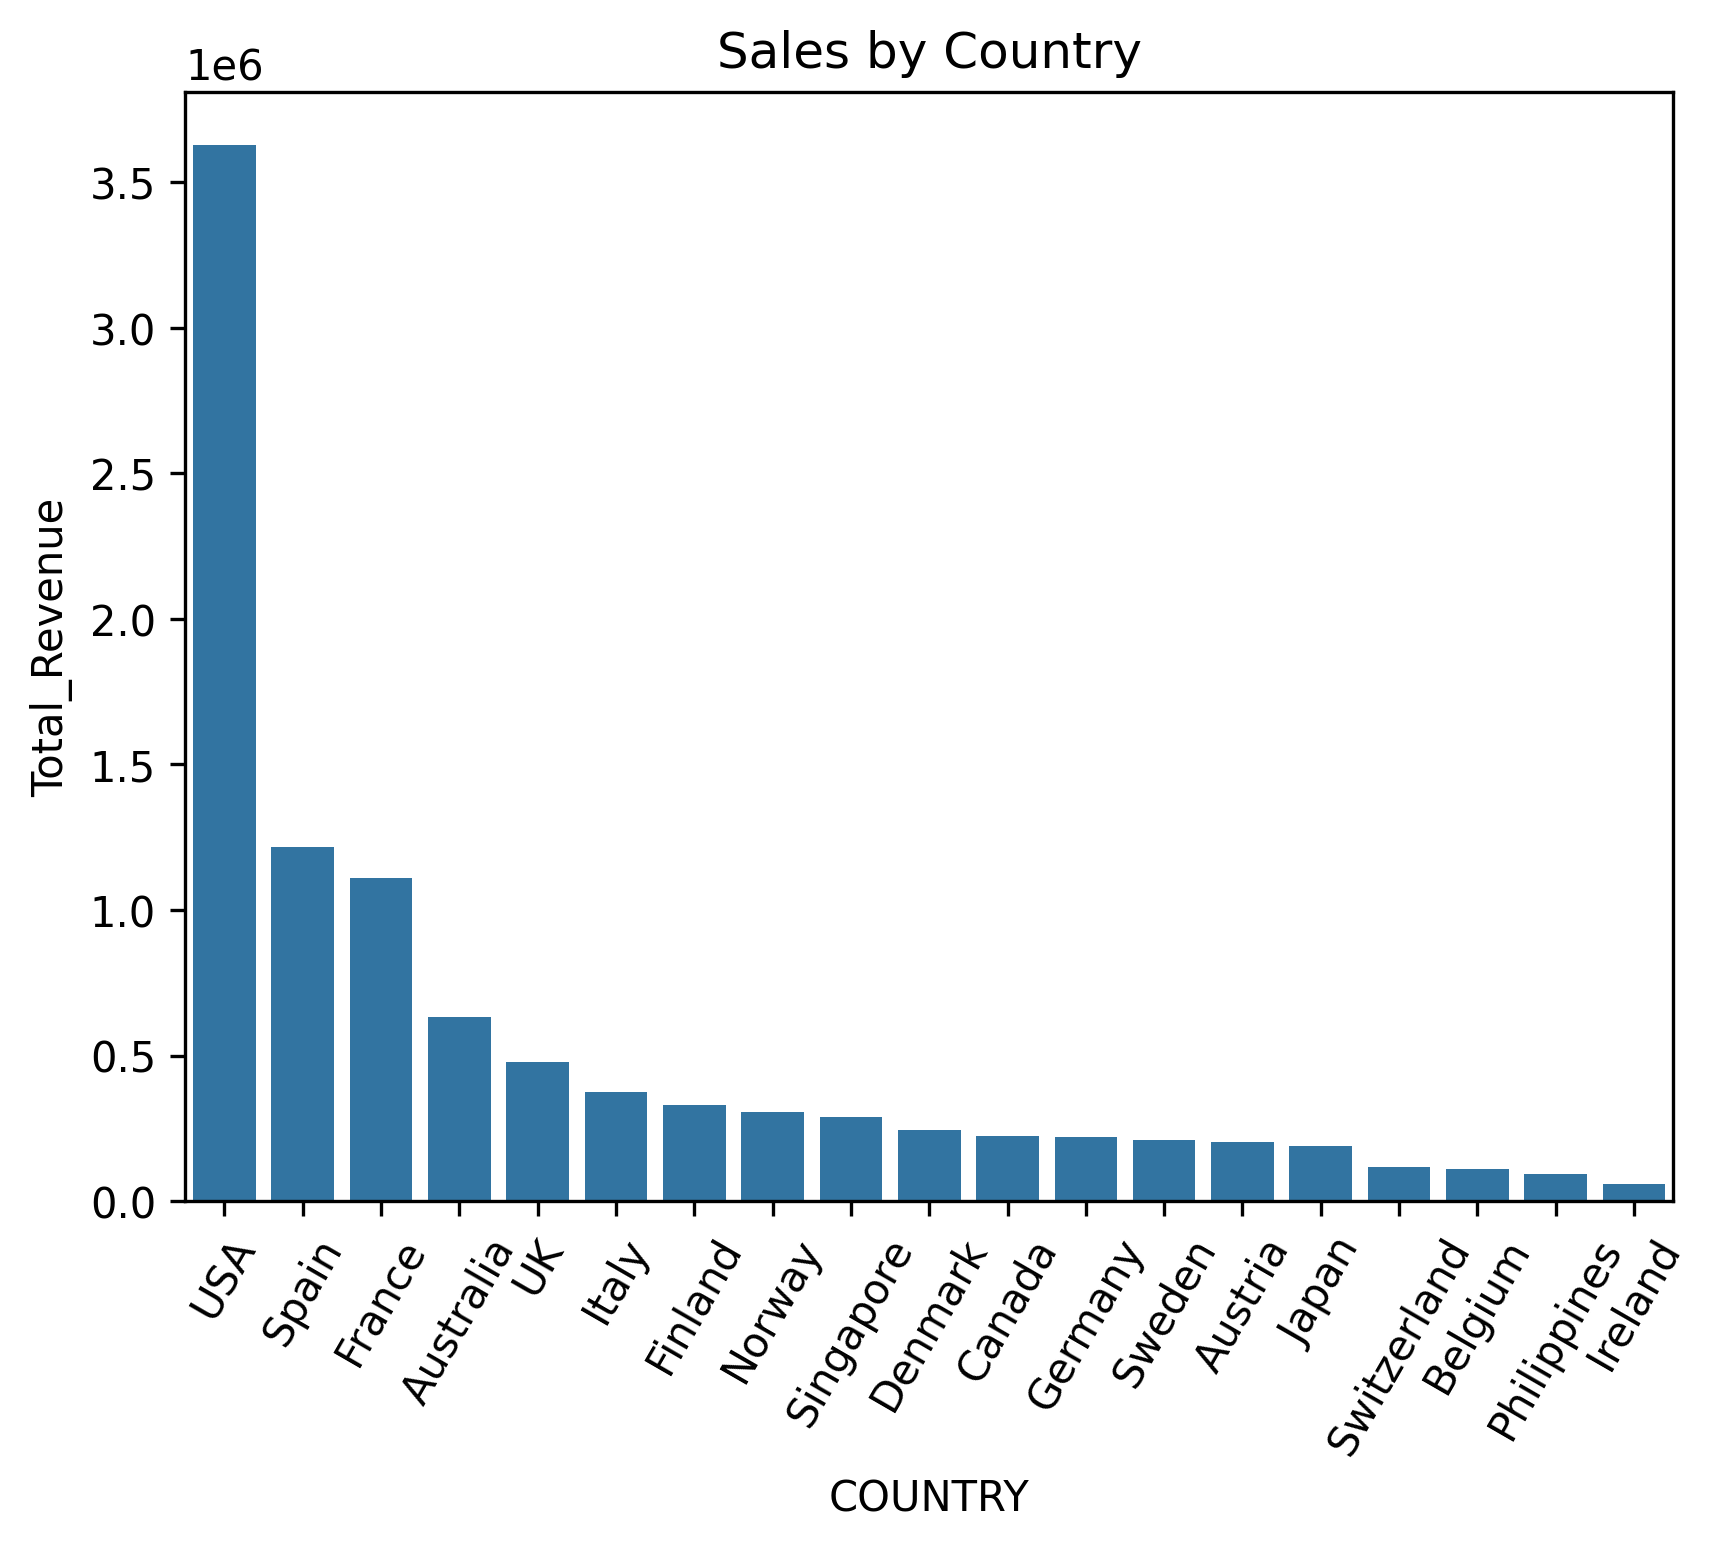 Sales by Country
1e6
3.5
3.0
2.5
2.0
1.5
1.0
0.5
0.0
Total_Revenue
USA
Spain
France
Australia
UK
Italy
Finland
Norway
Singapore
Denmark
Canada
Germany
Sweden
Austria
Japan
Switzerland
Belgium
Philippines
Ireland
COUNTRY